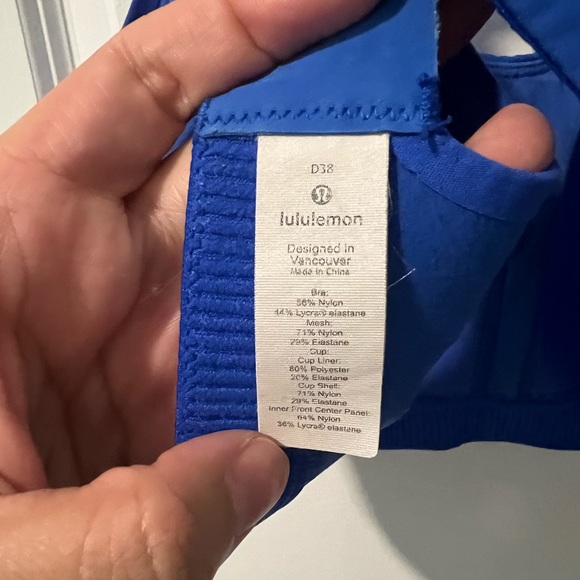 D38
lululemon
Designed in
Vancouver
Made in China
Bra:
56% Nylon
44% Lycra® elastane
Mesh:
71% Nylon
29% Elastane
Cup:
Cup Liner:
80% Polyester
20% Elastane
Cup Shell:
71% Nylon
29% Elastane
Inner Front Center Panel:
64% Nylon
36% Lycra® elastane